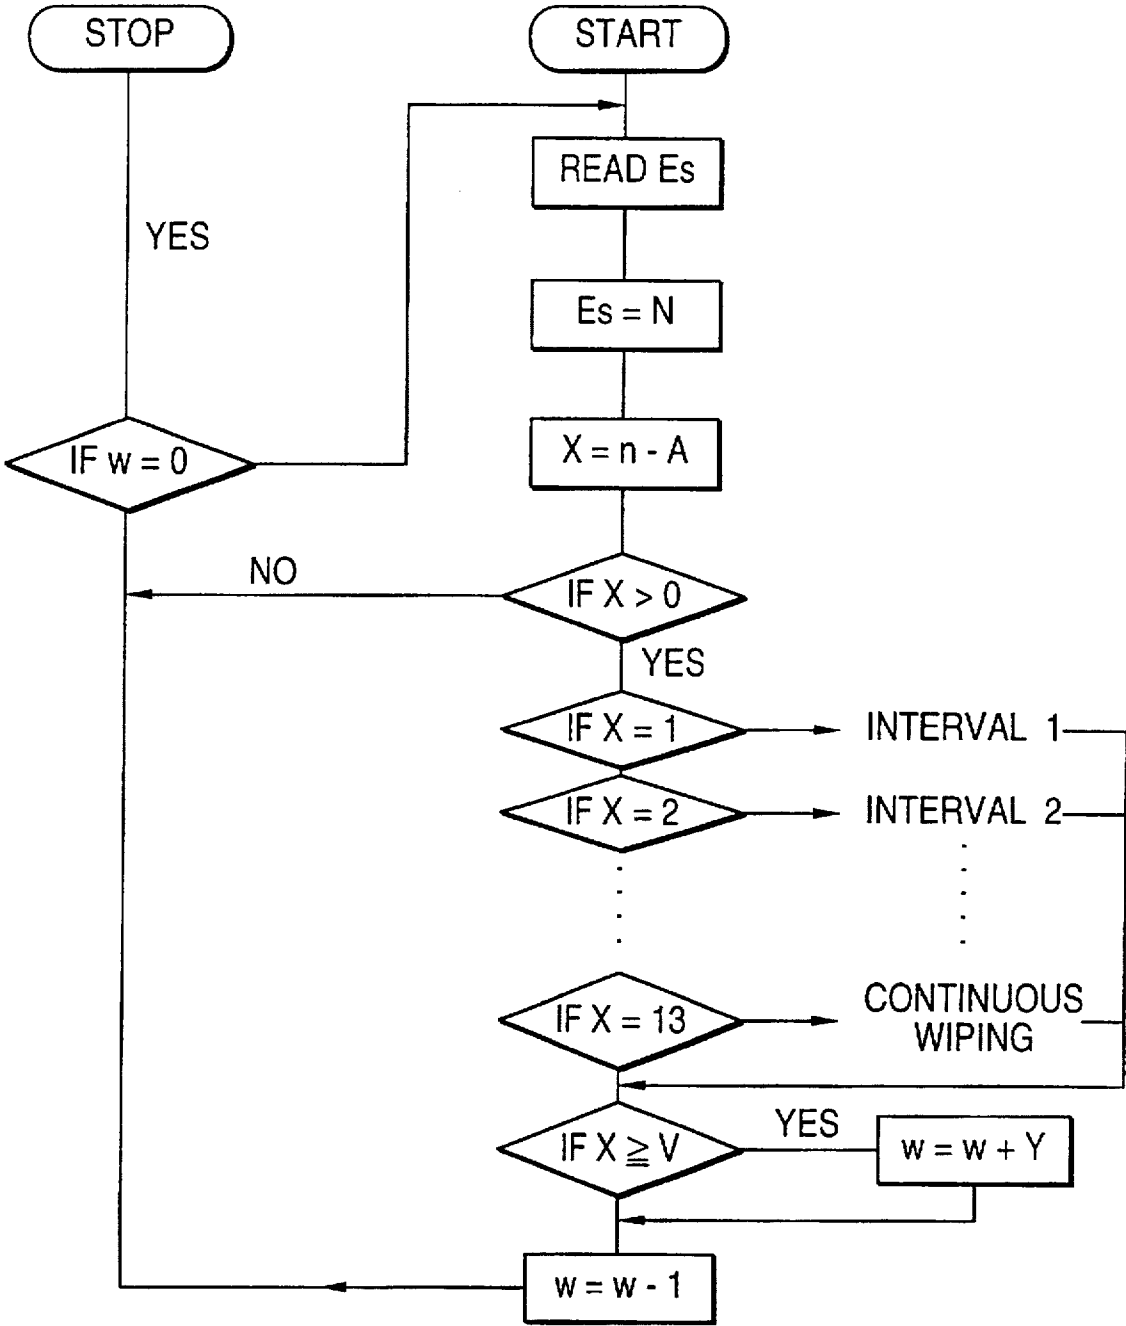 STOP
START
READ Es
YES
Es = N
X = n - A
IF w = 0
NO
IF X > 0
YES
IF X = 1
INTERVAL 1
IF X = 2
INTERVAL 2
IF X = 13
CONTINUOUS
WIPING
YES
IF X ≧ V
w = w + Y
w = w - 1